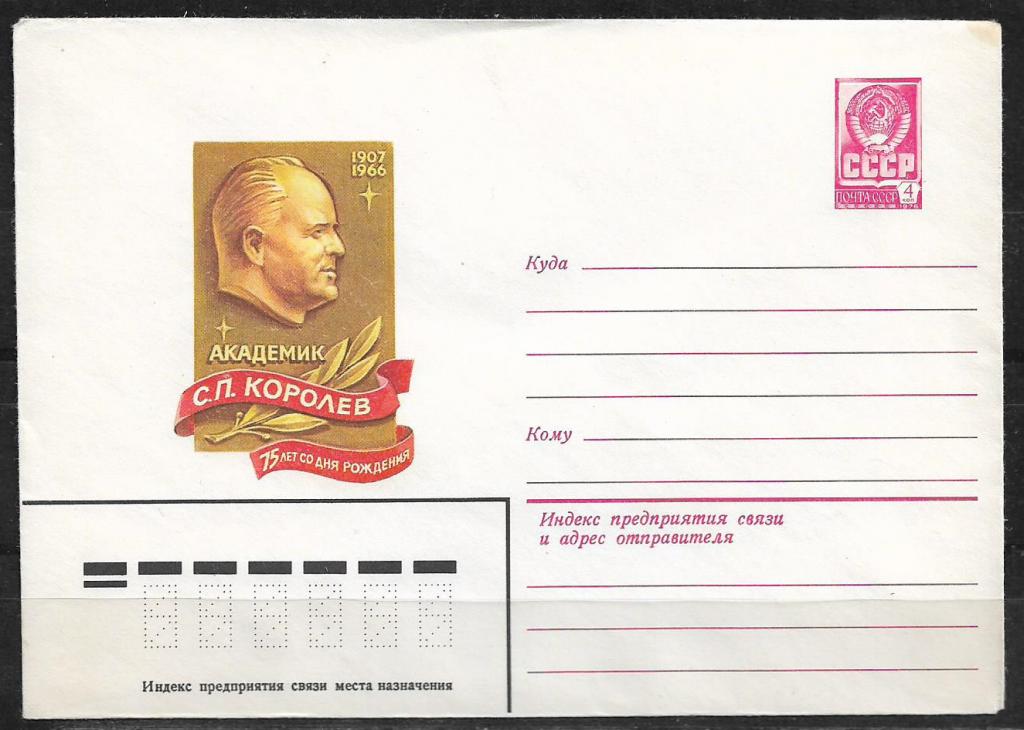 1907
1966
АКАДЕМИК
С.П. КОРОЛЕВ
75 ЛЕТ СО ДНЯ РОЖДЕНИЯ
СССР
ПОЧТА СССР
4
КОП
1976
Куда
Кому
Индекс предприятия связи
и адрес отправителя
Индекс предприятия связи места назначения